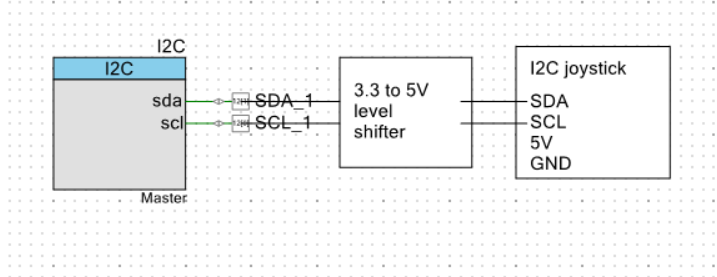 I2C
I2C
sda
scl
SDA_1
SCL_1
Master
3.3 to 5V
level
shifter
I2C joystick
SDA
SCL
5V
GND